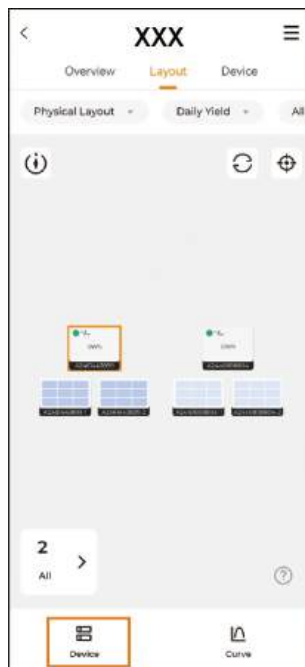 XXX
Overview Layout Device
Physical Layout Daily Yield All
2
All
Device Curve